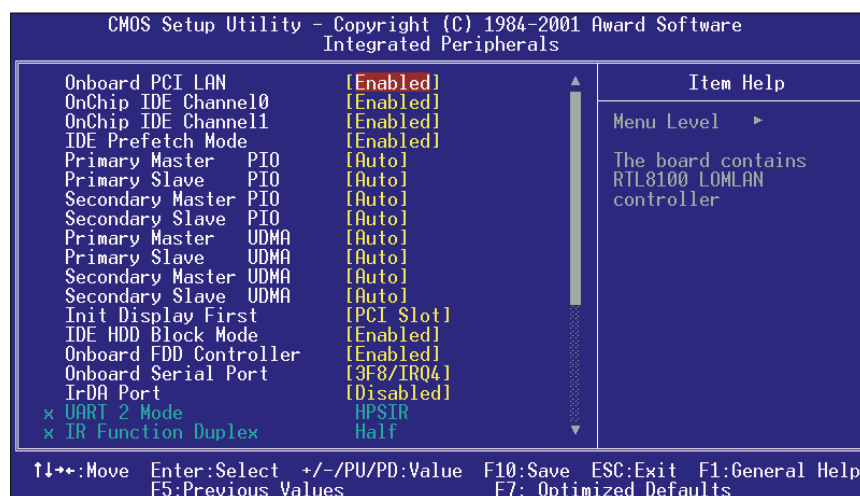 CMOS Setup Utility - Copyright (C) 1984-2001 Award Software
Integrated Peripherals
Onboard PCI LAN [Enabled]
OnChip IDE Channel0 [Enabled]
OnChip IDE Channel1 [Enabled]
IDE Prefetch Mode [Enabled]
Primary Master PIO [Auto]
Primary Slave PIO [Auto]
Secondary Master PIO [Auto]
Secondary Slave PIO [Auto]
Primary Master UDMA [Auto]
Primary Slave UDMA [Auto]
Secondary Master UDMA [Auto]
Secondary Slave UDMA [Auto]
Init Display First [PCI Slot]
IDE HDD Block Mode [Enabled]
Onboard FDD Controller [Enabled]
Onboard Serial Port [3F8/IRQ4]
IrDA Port [Disabled]
x UART 2 Mode HPSIR
x IR Function Duplex Half
Item Help
Menu Level ►
The board contains
RTL8100 LOMLAN
controller
↑↓→←:Move Enter:Select +/-/PU/PD:Value F10:Save ESC:Exit F1:General Help
F5:Previous Values F7: Optimized Defaults